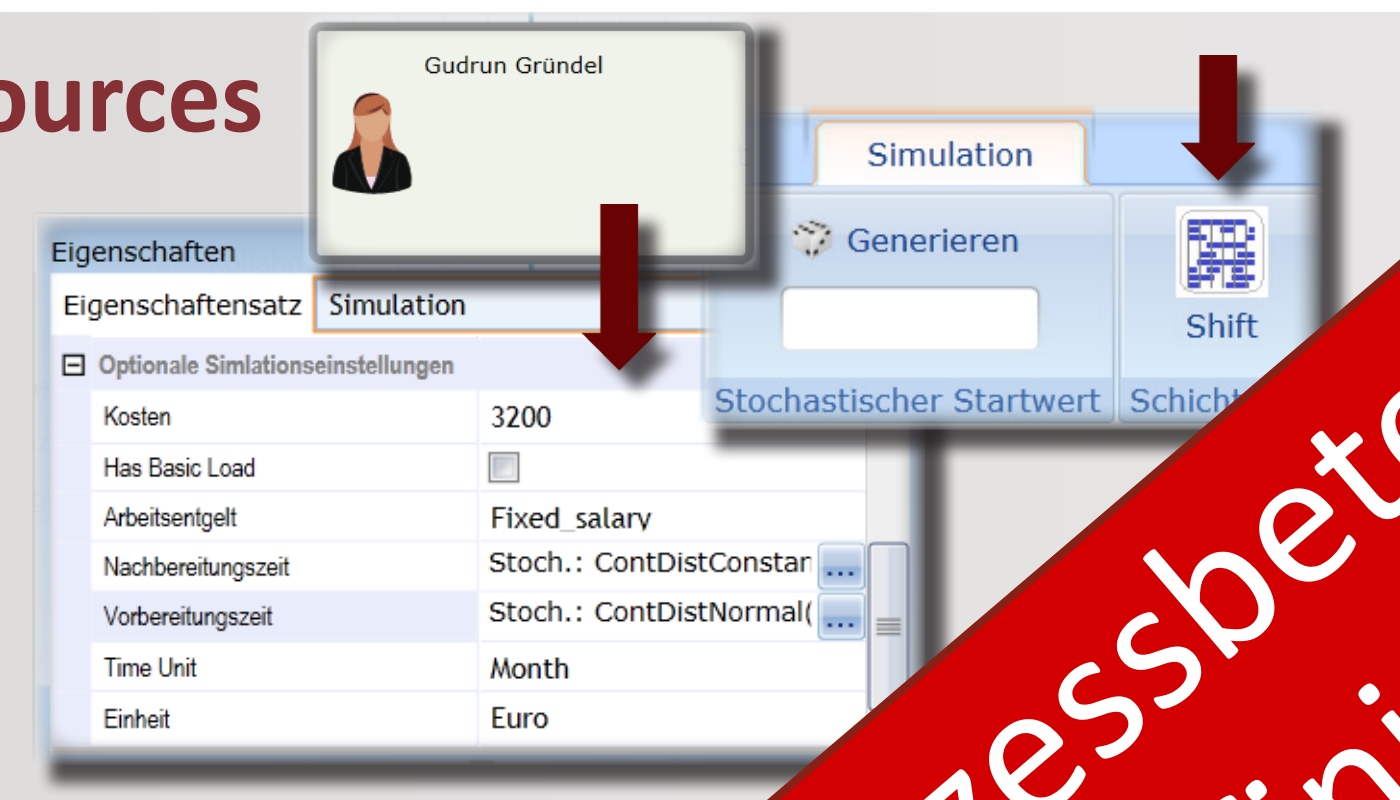 ources
Gudrun Gründel
Simulation
Generieren
Shift
Stochastischer Startwert
Schicht
Eigenschaften
Eigenschaftensatz Simulation
Optionale Simlationseinstellungen
Kosten 3200
Has Basic Load
Arbeitsentgelt Fixed_salary
Nachbereitungszeit Stoch.: ContDistConstan ...
Vorbereitungszeit Stoch.: ContDistNormal( ...
Time Unit Month
Einheit Euro
zessbete